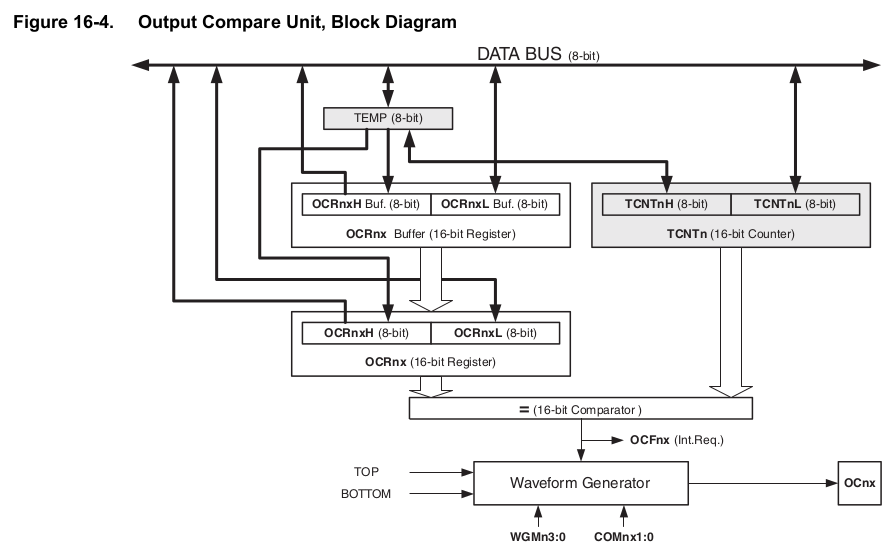 Figure 16-4. Output Compare Unit, Block Diagram
DATA BUS (8-bit)
TEMP (8-bit)
OCRnxH Buf. (8-bit) OCRnxL Buf. (8-bit)
OCRnx Buffer (16-bit Register)
TCNTnH (8-bit) TCNTnL (8-bit)
TCNTn (16-bit Counter)
OCRnxH (8-bit) OCRnxL (8-bit)
OCRnx (16-bit Register)
= (16-bit Comparator )
OCFnx (Int.Req.)
TOP
BOTTOM
Waveform Generator
OCnx
WGMn3:0 COMnx1:0